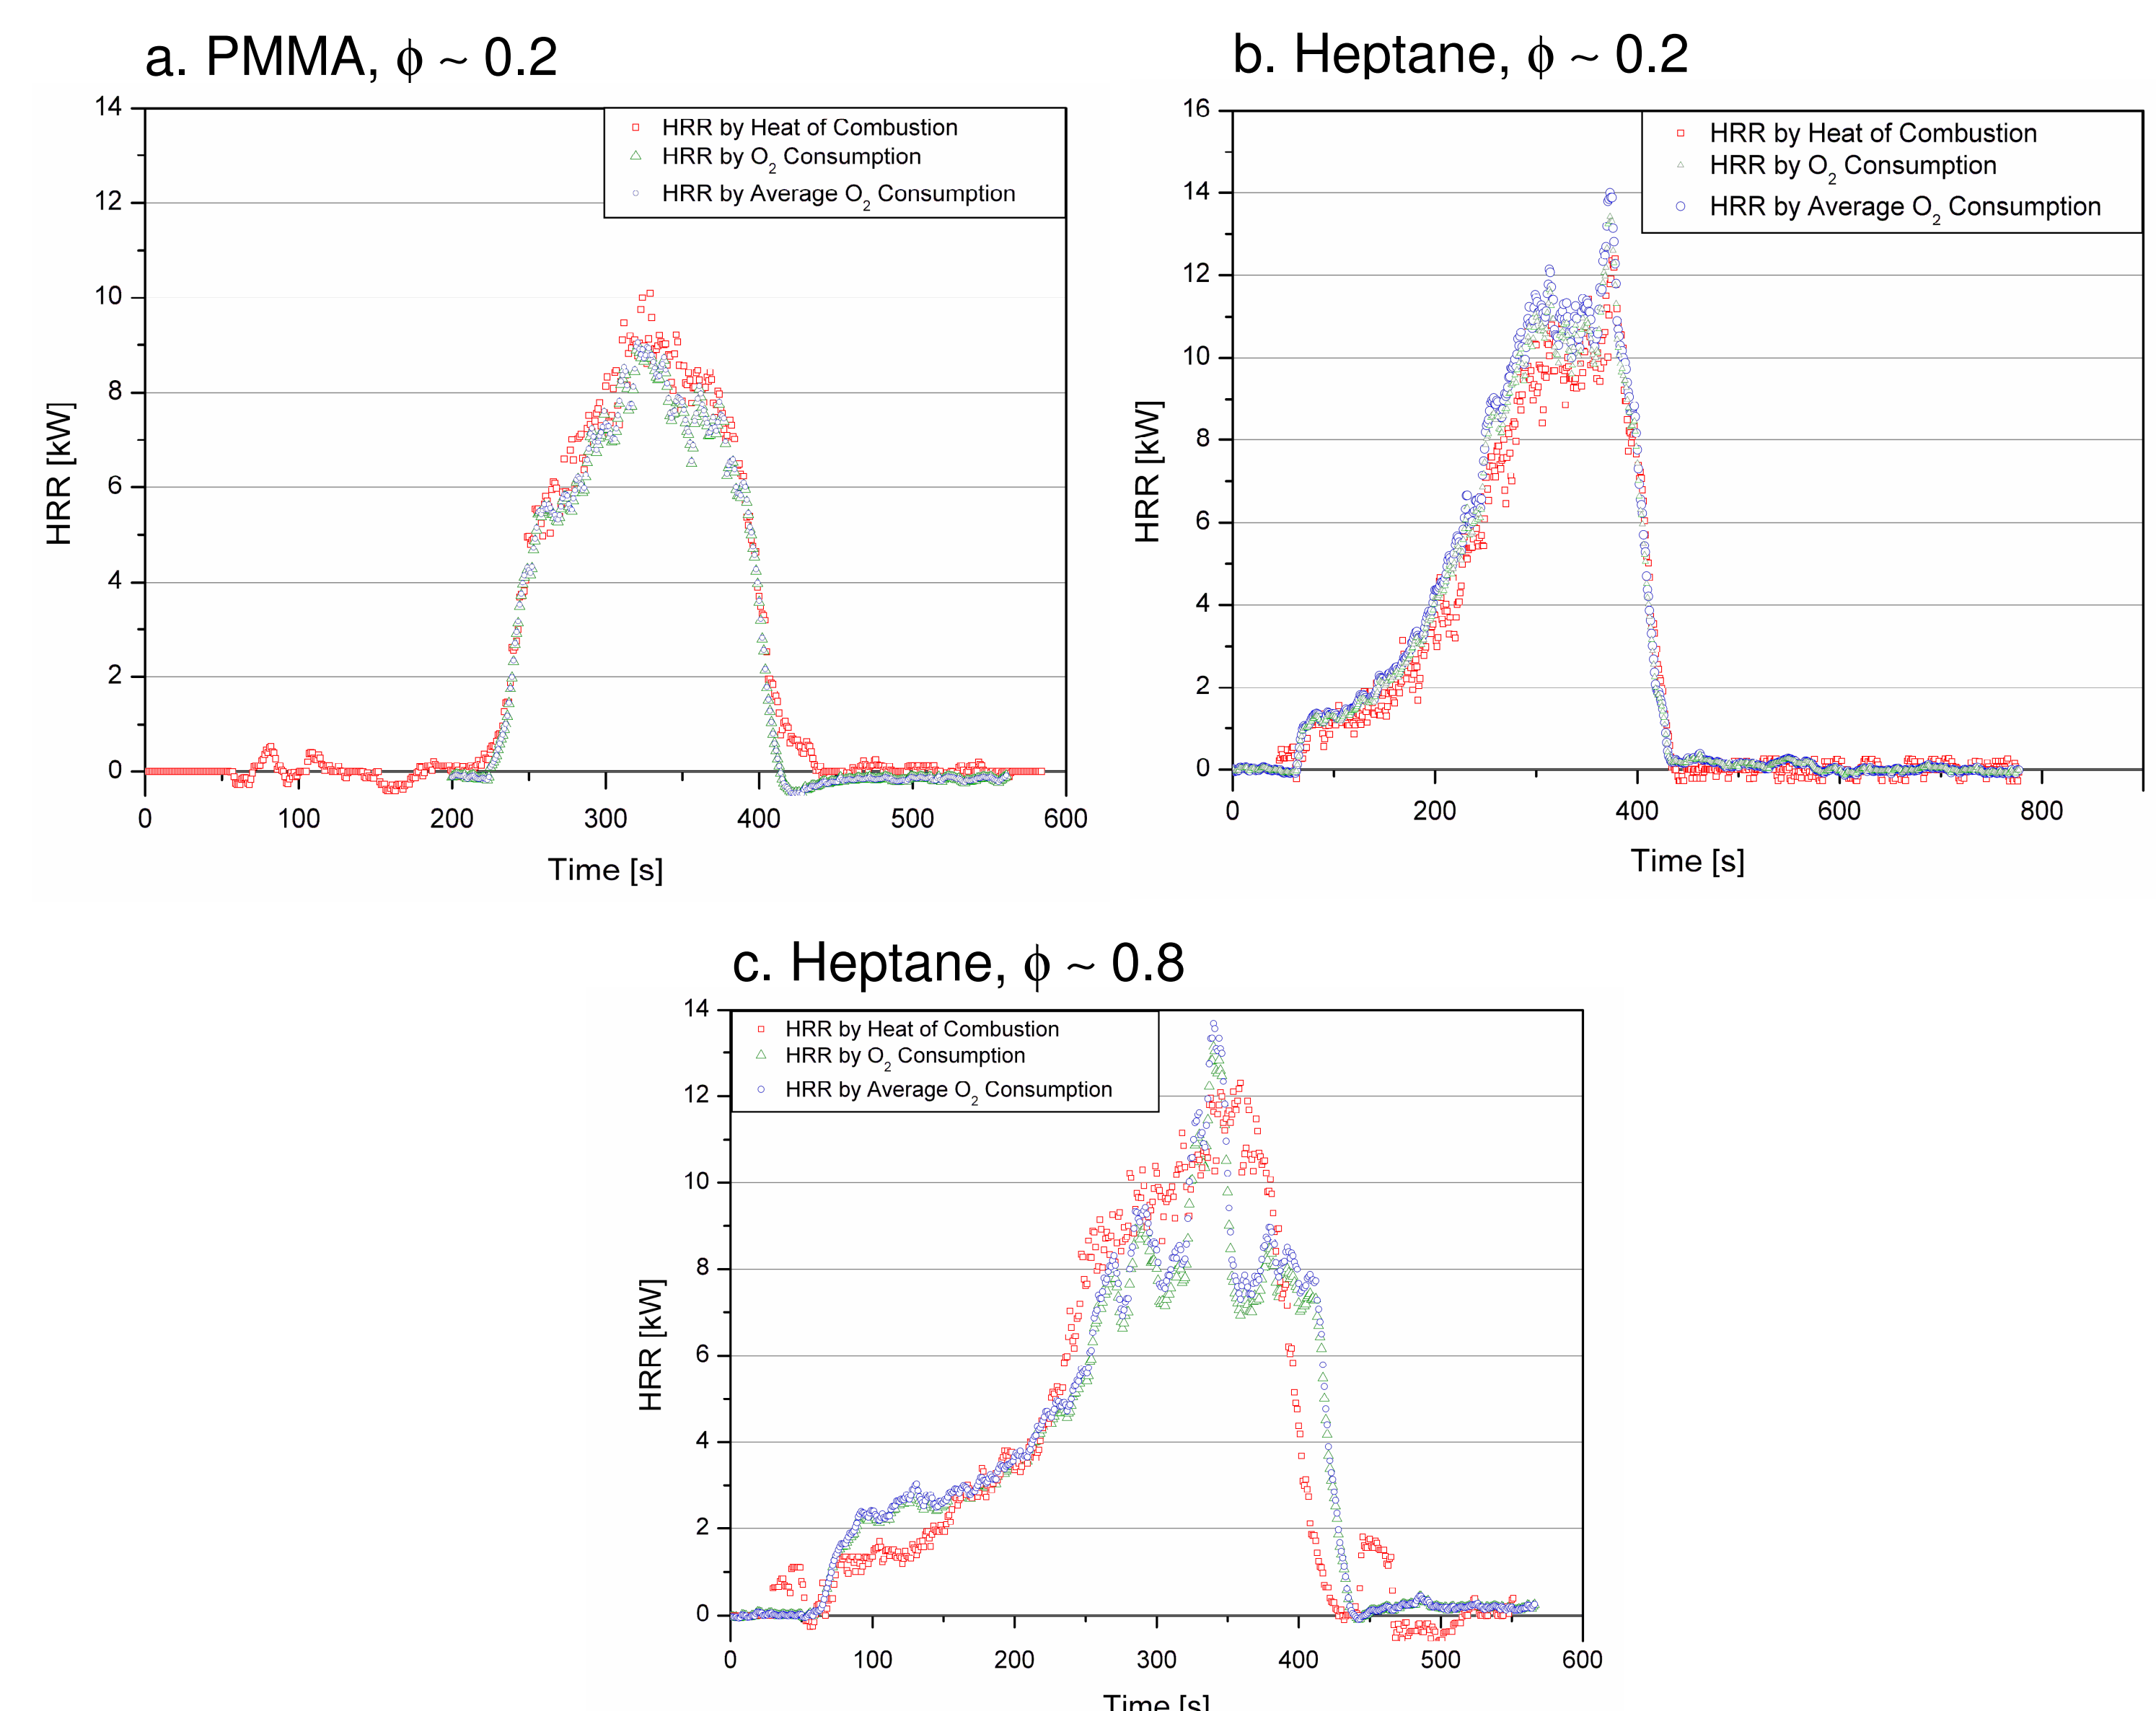 a. PMMA, ϕ ~ 0.2
14
12
10
8
6
4
2
0
HRR [kW]
HRR by Heat of Combustion
HRR by O2 Consumption
HRR by Average O2 Consumption
0 100 200 300 400 500 600
Time [s]
b. Heptane, ϕ ~ 0.2
16
14
12
10
8
6
4
2
0
HRR [kW]
HRR by Heat of Combustion
HRR by O2 Consumption
HRR by Average O2 Consumption
0 200 400 600 800
Time [s]
c. Heptane, ϕ ~ 0.8
14
12
10
8
6
4
2
0
HRR [kW]
HRR by Heat of Combustion
HRR by O2 Consumption
HRR by Average O2 Consumption
0 100 200 300 400 500 600
Time [s]